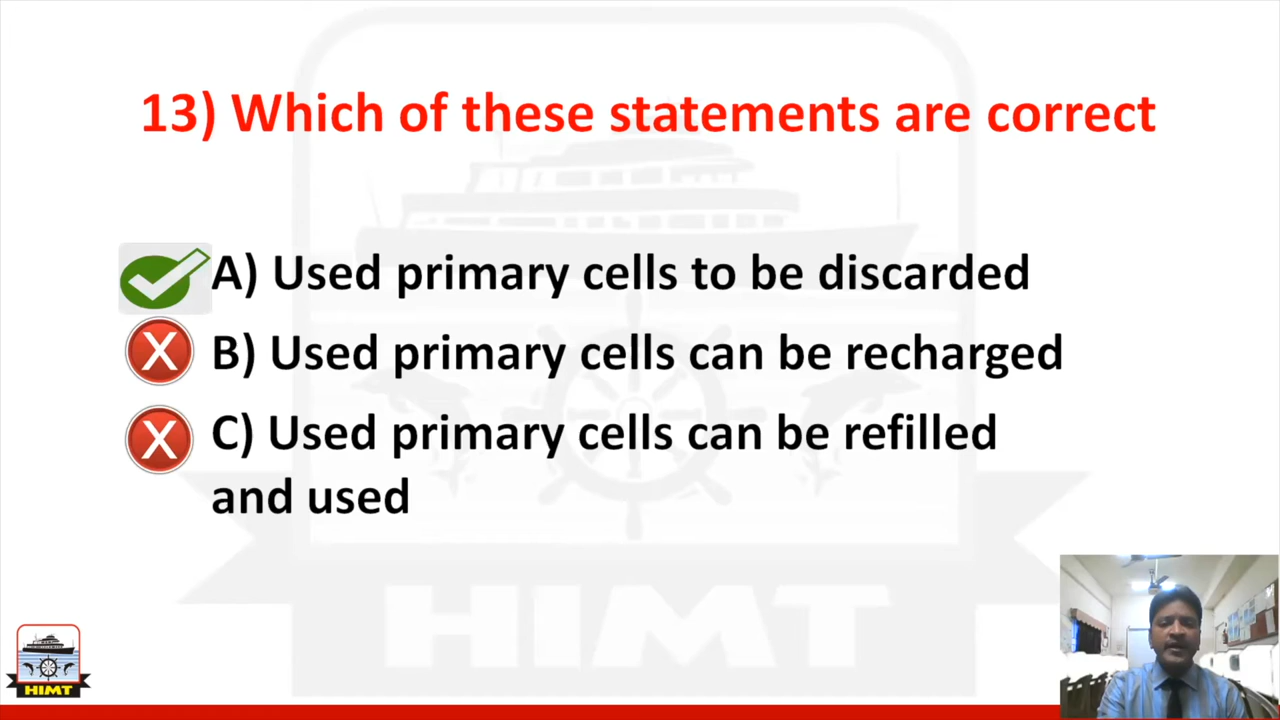 13) Which of these statements are correct
A) Used primary cells to be discarded
X B) Used primary cells can be recharged
X C) Used primary cells can be refilled
and used
HIMT
HIMT